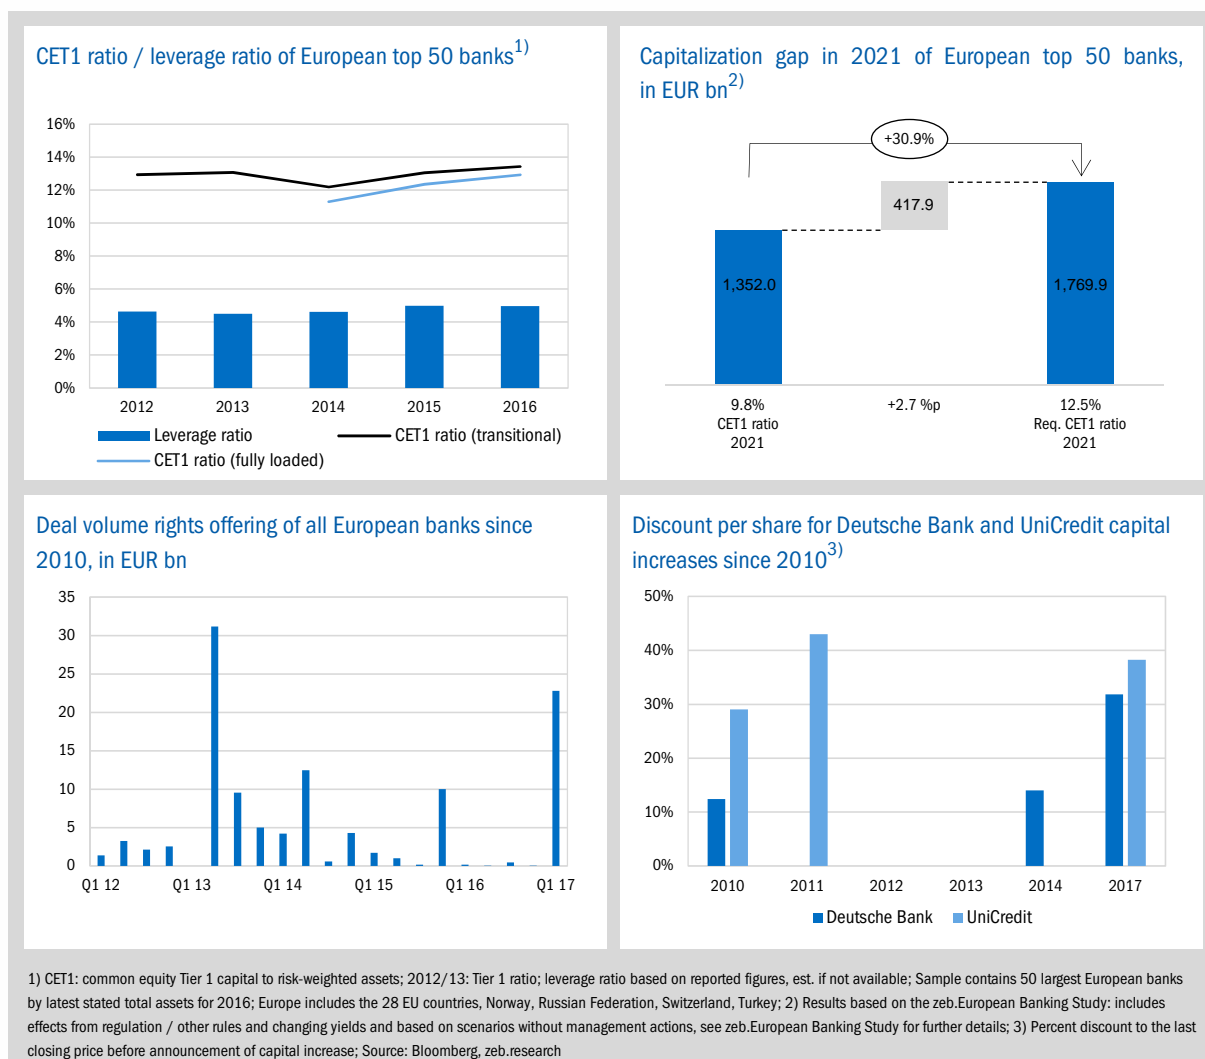 CET1 ratio / leverage ratio of European top 50 banks1)
16%
14%
12%
10%
8%
6%
4%
2%
0%
2012 2013 2014 2015 2016
Leverage ratio CET1 ratio (transitional)
CET1 ratio (fully loaded)
Capitalization gap in 2021 of European top 50 banks,
in EUR bn2)
+30.9%
417.9
1,352.0 1,769.9
9.8% +2.7 %p 12.5%
CET1 ratio Req. CET1 ratio
2021 2021
Deal volume rights offering of all European banks since
2010, in EUR bn
35
30
25
20
15
10
5
0
Q1 12 Q1 13 Q1 14 Q1 15 Q1 16 Q1 17
Discount per share for Deutsche Bank and UniCredit capital
increases since 20103)
50%
40%
30%
20%
10%
0%
2010 2011 2012 2013 2014 2017
Deutsche Bank UniCredit
1) CET1: common equity Tier 1 capital to risk-weighted assets; 2012/13: Tier 1 ratio; leverage ratio based on reported figures, est. if not available; Sample contains 50 largest European banks
by latest stated total assets for 2016; Europe includes the 28 EU countries, Norway, Russian Federation, Switzerland, Turkey; 2) Results based on the zeb.European Banking Study: includes
effects from regulation / other rules and changing yields and based on scenarios without management actions, see zeb.European Banking Study for further details; 3) Percent discount to the last
closing price before announcement of capital increase; Source: Bloomberg, zeb.research